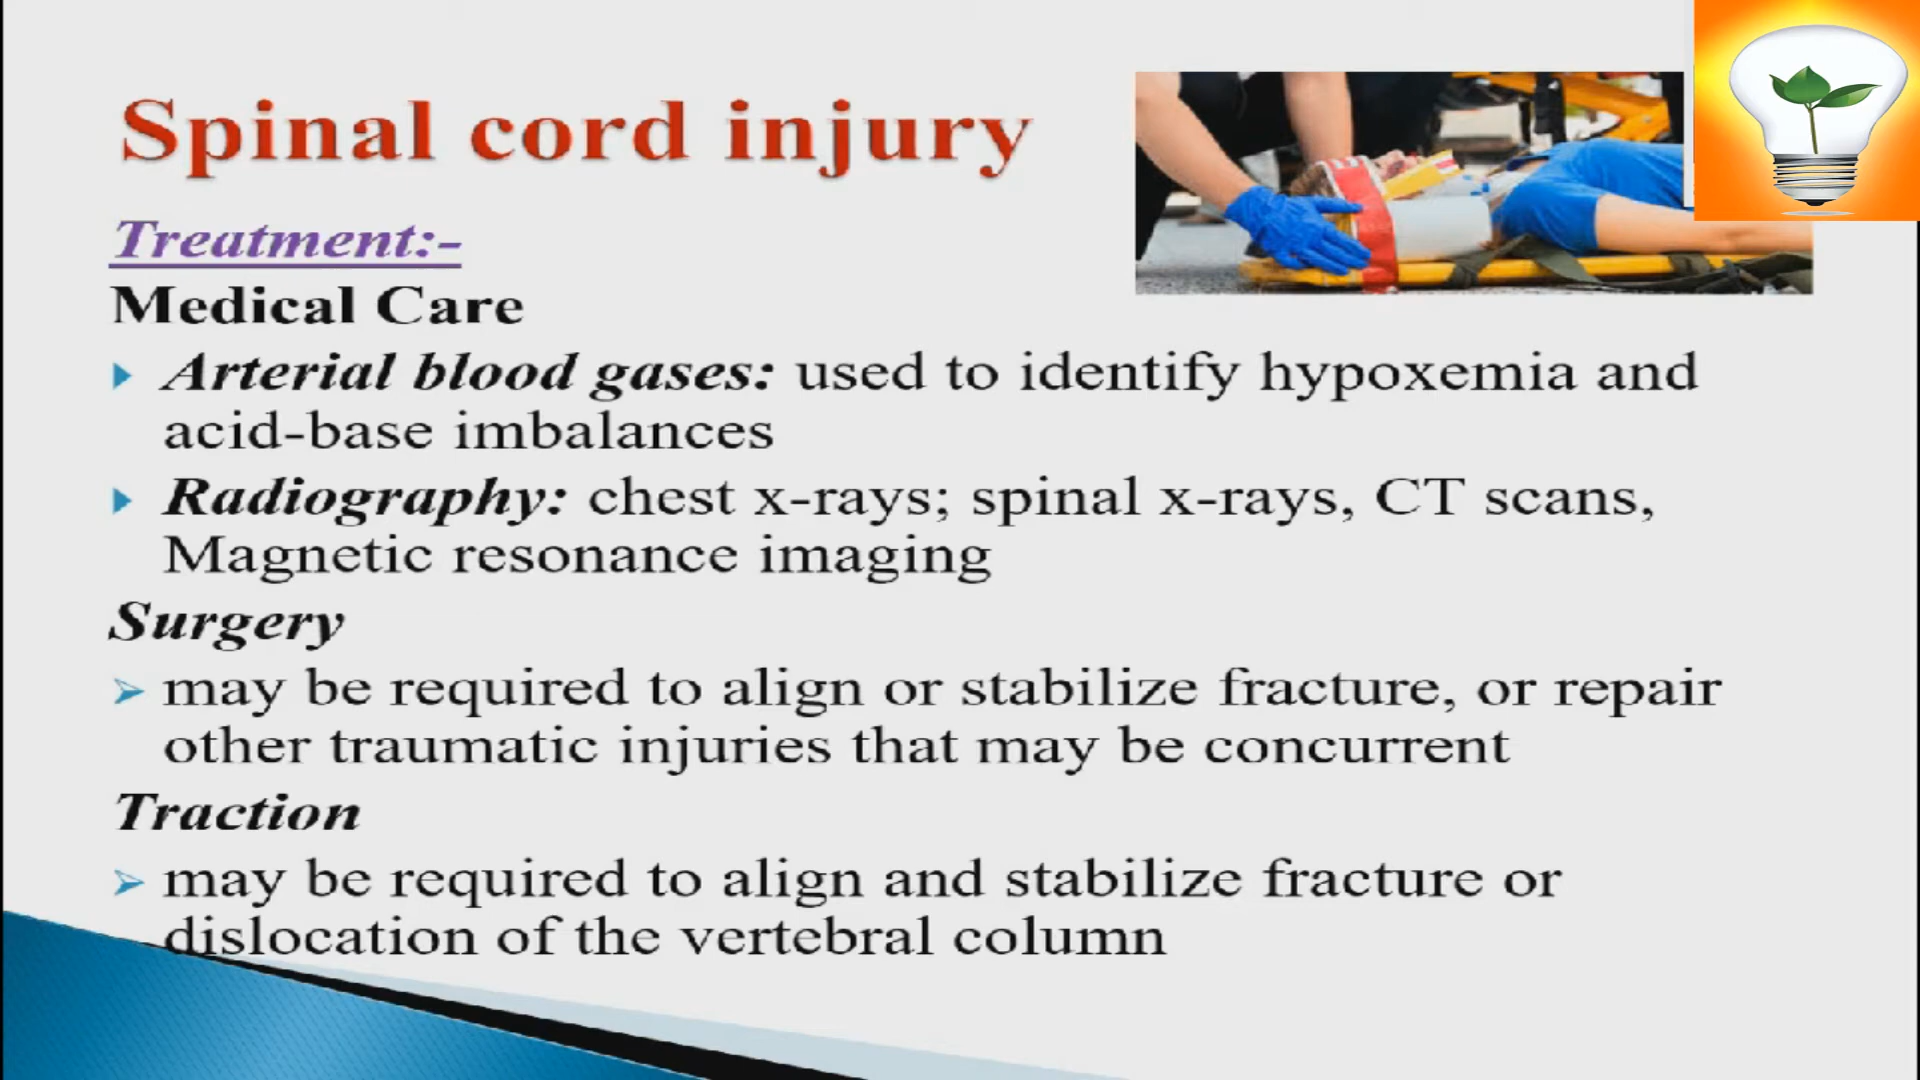 Spinal cord injury
Treatment:-
Medical Care
Arterial blood gases: used to identify hypoxemia and
acid-base imbalances
Radiography: chest x-rays; spinal x-rays, CT scans,
Magnetic resonance imaging
Surgery
may be required to align or stabilize fracture, or repair
other traumatic injuries that may be concurrent
Traction
may be required to align and stabilize fracture or
dislocation of the vertebral column